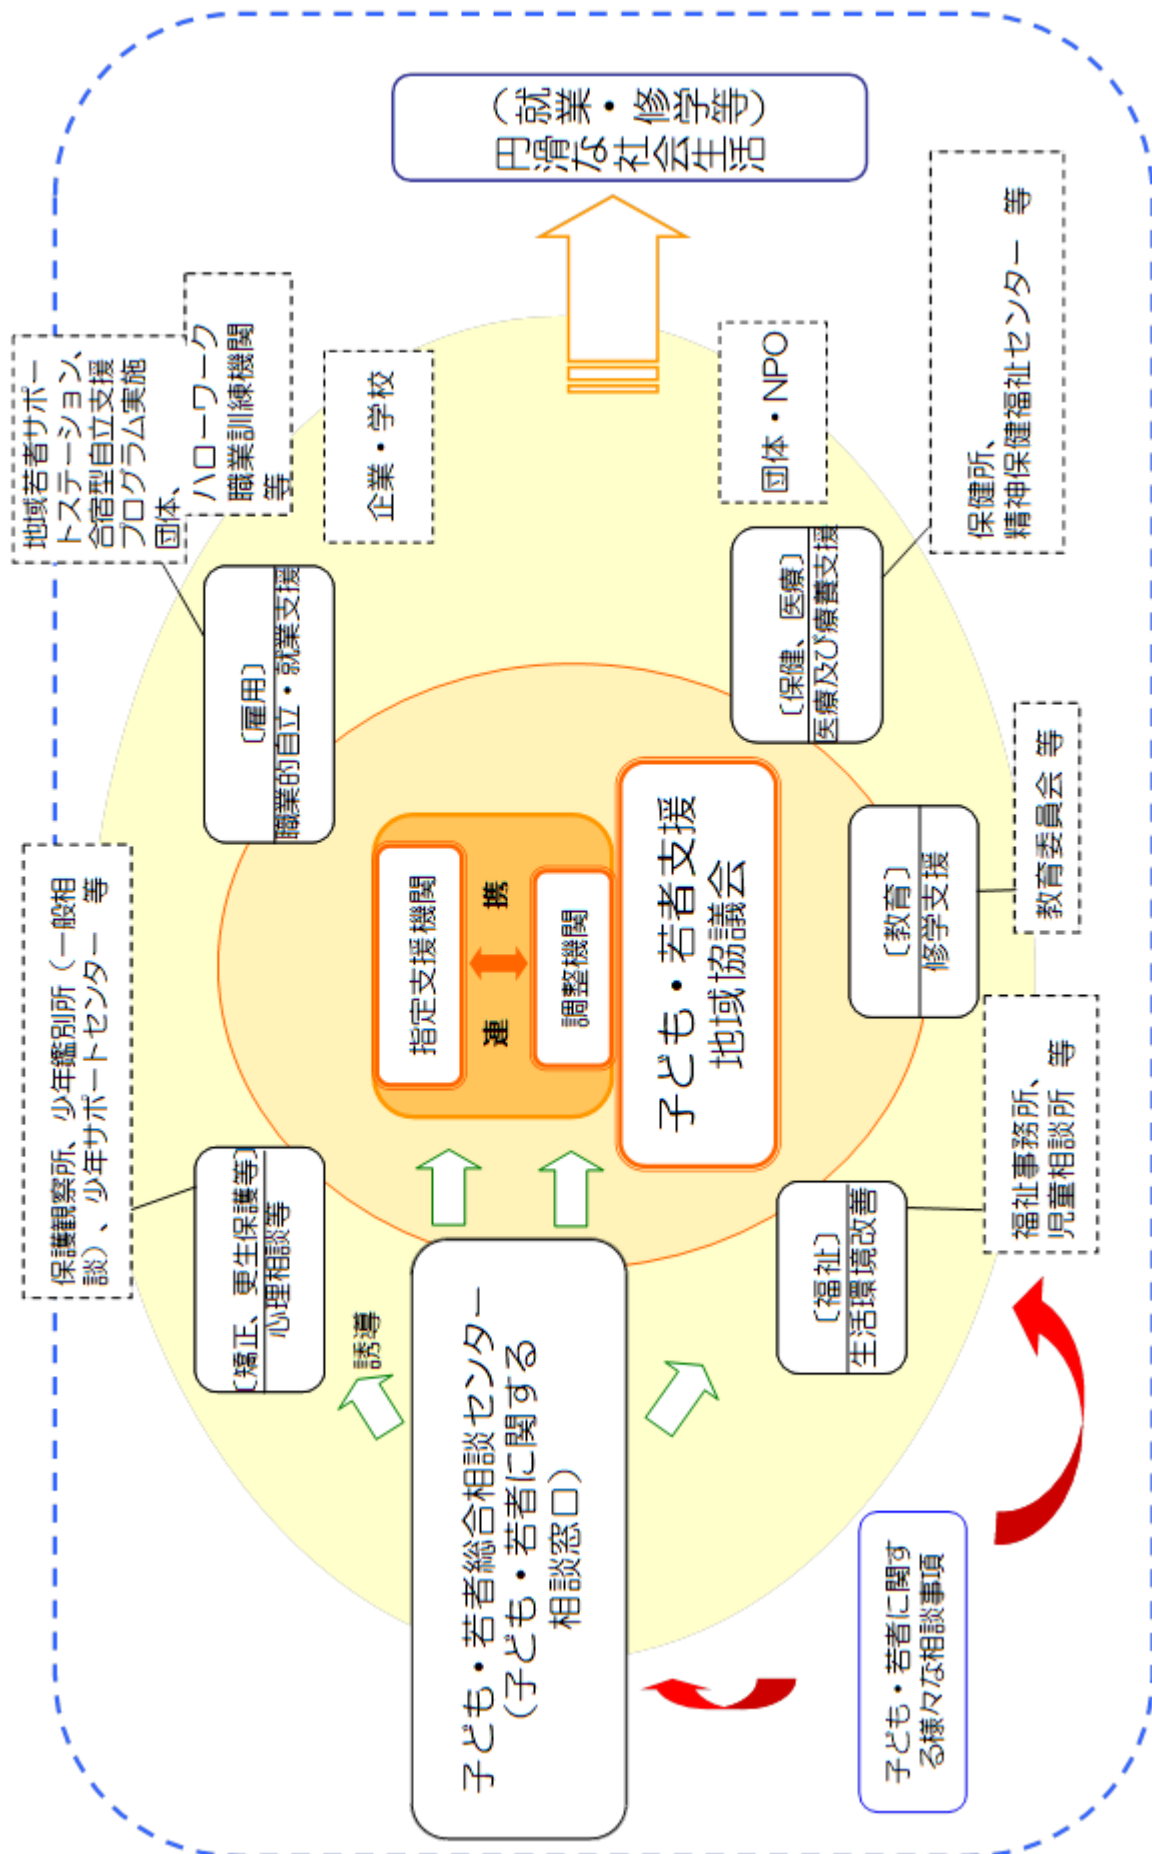 保護観察所、少年鑑別所（一般相
談）、少年サポートセンター　等
地域若者サポー
トステーション、
合宿型自立支援
プログラム実施
団体、
ハローワーク
職業訓練機関
等
〔矯正、更生保護等〕
心理相談等
〔雇用〕
職業的自立・就業支援
企業・学校
誘導
子ども・若者総合相談センター
（子ども・若者に関する
相談窓口）
指定支援機関
連　携
調整機関
子ども・若者支援
地域協議会
（就業・修学等）
円滑な社会生活
団体・NPO
〔福祉〕
生活環境改善
〔教育〕
修学支援
〔保健、医療〕
医療及び療養支援
子ども・若者に関す
る様々な相談事項
福祉事務所、
児童相談所　等
教育委員会 等
保健所、
精神保健福祉センター　等